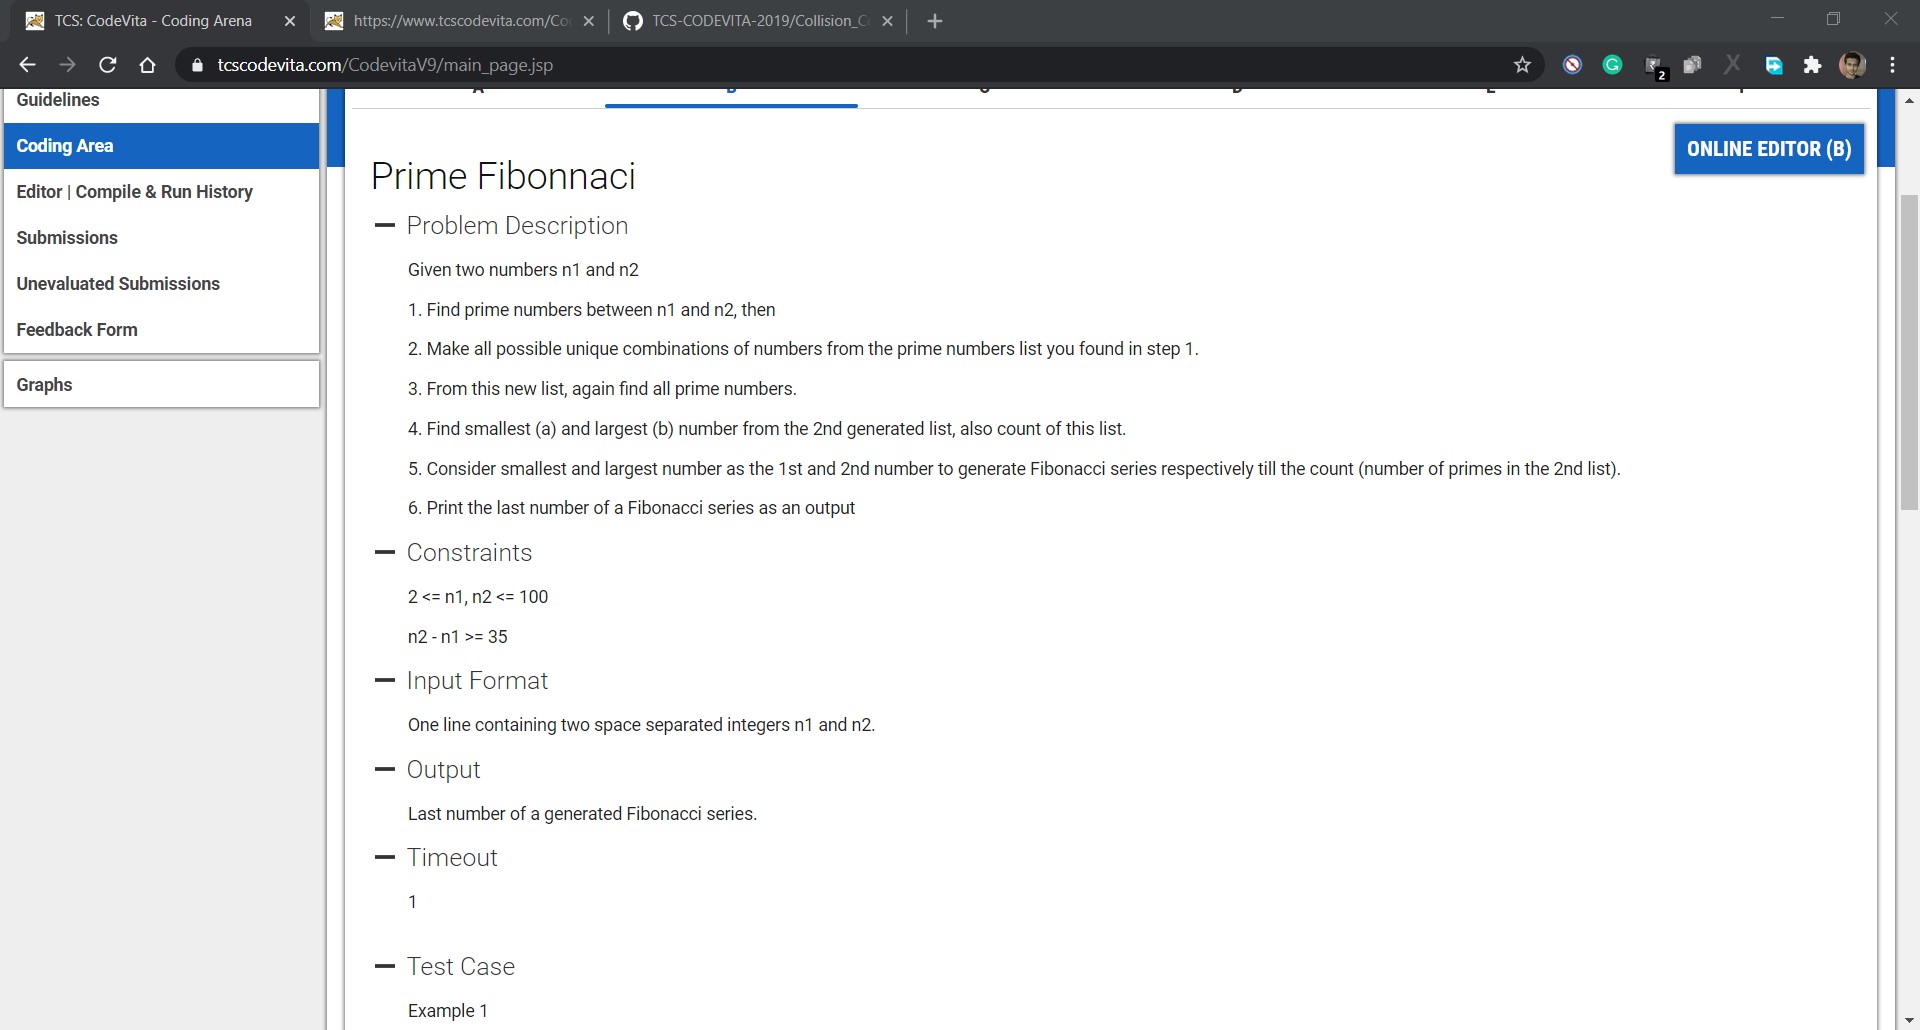 TCS: CodeVita - Coding Arena
https://www.tcscodevita.com/Co
TCS-CODEVITA-2019/Collision_C
tcscodevita.com/CodevitaV9/main_page.jsp
2
Guidelines
Coding Area
Editor | Compile & Run History
Submissions
Unevaluated Submissions
Feedback Form
Graphs
ONLINE EDITOR (B)
Prime Fibonnaci
Problem Description
Given two numbers n1 and n2
1. Find prime numbers between n1 and n2, then
2. Make all possible unique combinations of numbers from the prime numbers list you found in step 1.
3. From this new list, again find all prime numbers.
4. Find smallest (a) and largest (b) number from the 2nd generated list, also count of this list.
5. Consider smallest and largest number as the 1st and 2nd number to generate Fibonacci series respectively till the count (number of primes in the 2nd list).
6. Print the last number of a Fibonacci series as an output
Constraints
2 <= n1, n2 <= 100
n2 - n1 >= 35
Input Format
One line containing two space separated integers n1 and n2.
Output
Last number of a generated Fibonacci series.
Timeout
1
Test Case
Example 1